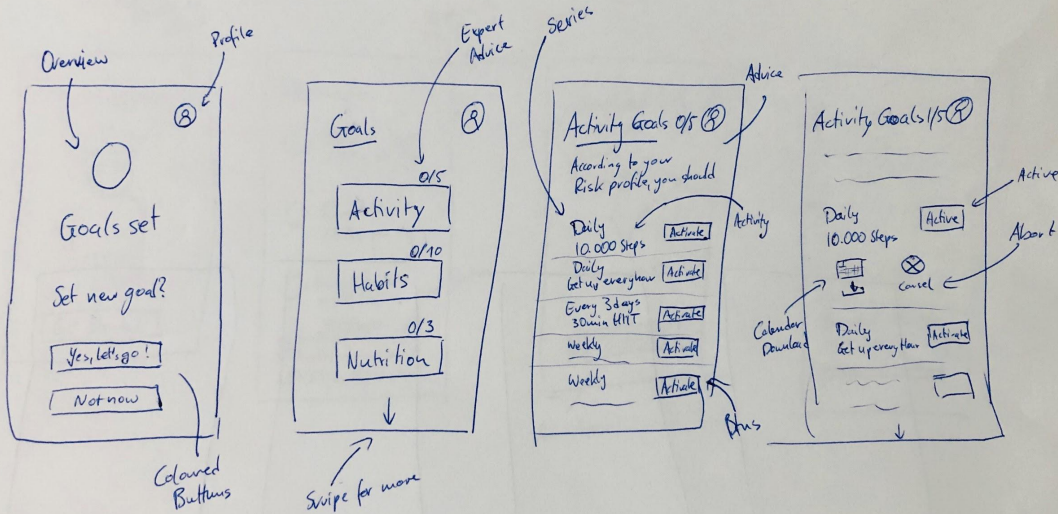 Overview
Profile
Goals set
Set new goal?
Yes, let's go!
Not now
Coloured
Buttons
Expert
Advice
Goals
0/5
Activity
0/10
Habits
0/3
Nutrition
Swipe for more
Series
Advice
Activity Goals 0/5
According to your
Risk profile, you should
Daily
10.000 Steps
Activate
Activity
Daily
Get up every hour
Activate
Every 3 days
30min HIIT
Activate
Weekly
Activate
Weekly
Activate
Btns
Activity Goals 1/5
Active
Daily
10.000 Steps
Active
Abort
Cancel
Calendar
Download
Daily
Get up every Hour
Activate